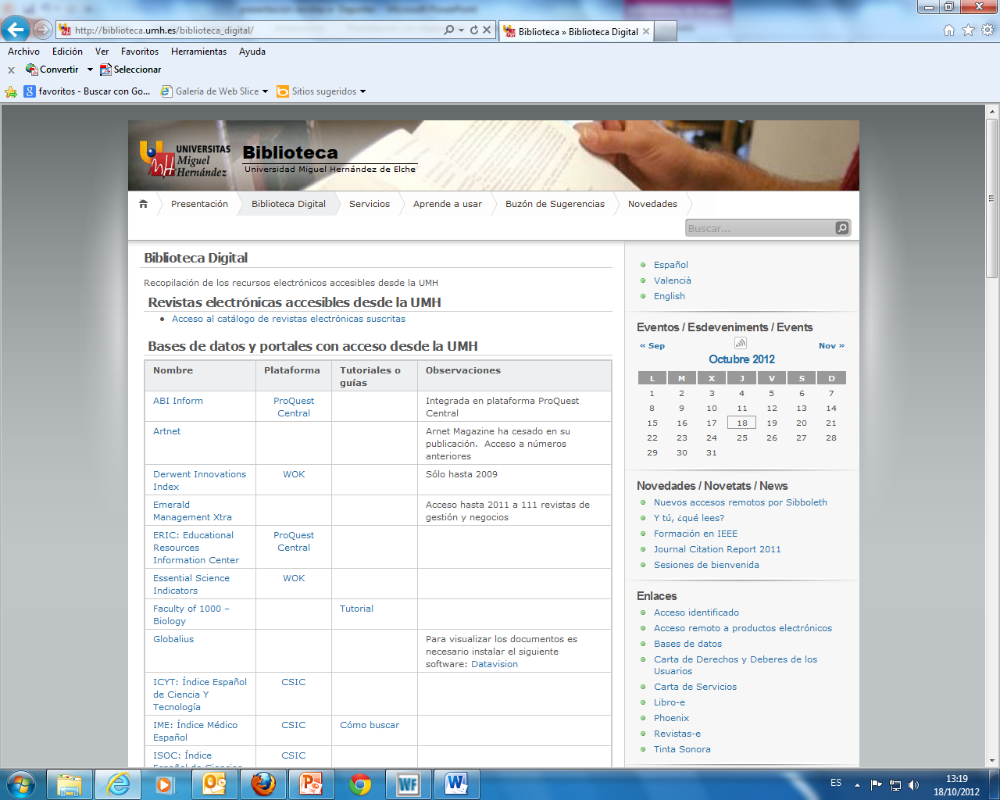 http://biblioteca.umh.es/biblioteca_digital/
Biblioteca » Biblioteca Digital
Archivo Edición Ver Favoritos Herramientas Ayuda
Convertir Seleccionar
favoritos - Buscar con Go... Galería de Web Slice Sitios sugeridos
UNIVERSITAS
Miguel
Hernández
Biblioteca
Universidad Miguel Hernández de Elche
Presentación Biblioteca Digital Servicios Aprende a usar Buzón de Sugerencias Novedades
Buscar...
Biblioteca Digital
Recopilación de los recursos electrónicos accesibles desde la UMH
Revistas electrónicas accesibles desde la UMH
Acceso al catálogo de revistas electrónicas suscritas
Bases de datos y portales con acceso desde la UMH
Nombre Plataforma Tutoriales o guías Observaciones
ABI Inform ProQuest Central Integrada en plataforma ProQuest Central
Artnet Arnet Magazine ha cesado en su publicación. Acceso a números anteriores
Derwent Innovations Index WOK Sólo hasta 2009
Emerald Management Xtra Acceso hasta 2011 a 111 revistas de gestión y negocios
ERIC: Educational Resources Information Center ProQuest Central
Essential Science Indicators WOK
Faculty of 1000 – Biology Tutorial
Globalius Para visualizar los documentos es necesario instalar el siguiente software: Datavision
ICYT: Índice Español de Ciencia Y Tecnología CSIC
IME: Índice Médico Español CSIC Cómo buscar
ISOC: Índice Español de Ciencias CSIC
Español
Valencià
English
Eventos / Esdeveniments / Events
« Sep Nov »
Octubre 2012
L M X J V S D
1 2 3 4 5 6 7
8 9 10 11 12 13 14
15 16 17 18 19 20 21
22 23 24 25 26 27 28
29 30 31
Novedades / Novetats / News
Nuevos accesos remotos por Sibboleth
Y tú, ¿qué lees?
Formación en IEEE
Journal Citation Report 2011
Sesiones de bienvenida
Enlaces
Acceso identificado
Acceso remoto a productos electrónicos
Bases de datos
Carta de Derechos y Deberes de los
Usuarios
Carta de Servicios
Libro-e
Phoenix
Revistas-e
Tinta Sonora
ES
13:19
18/10/2012